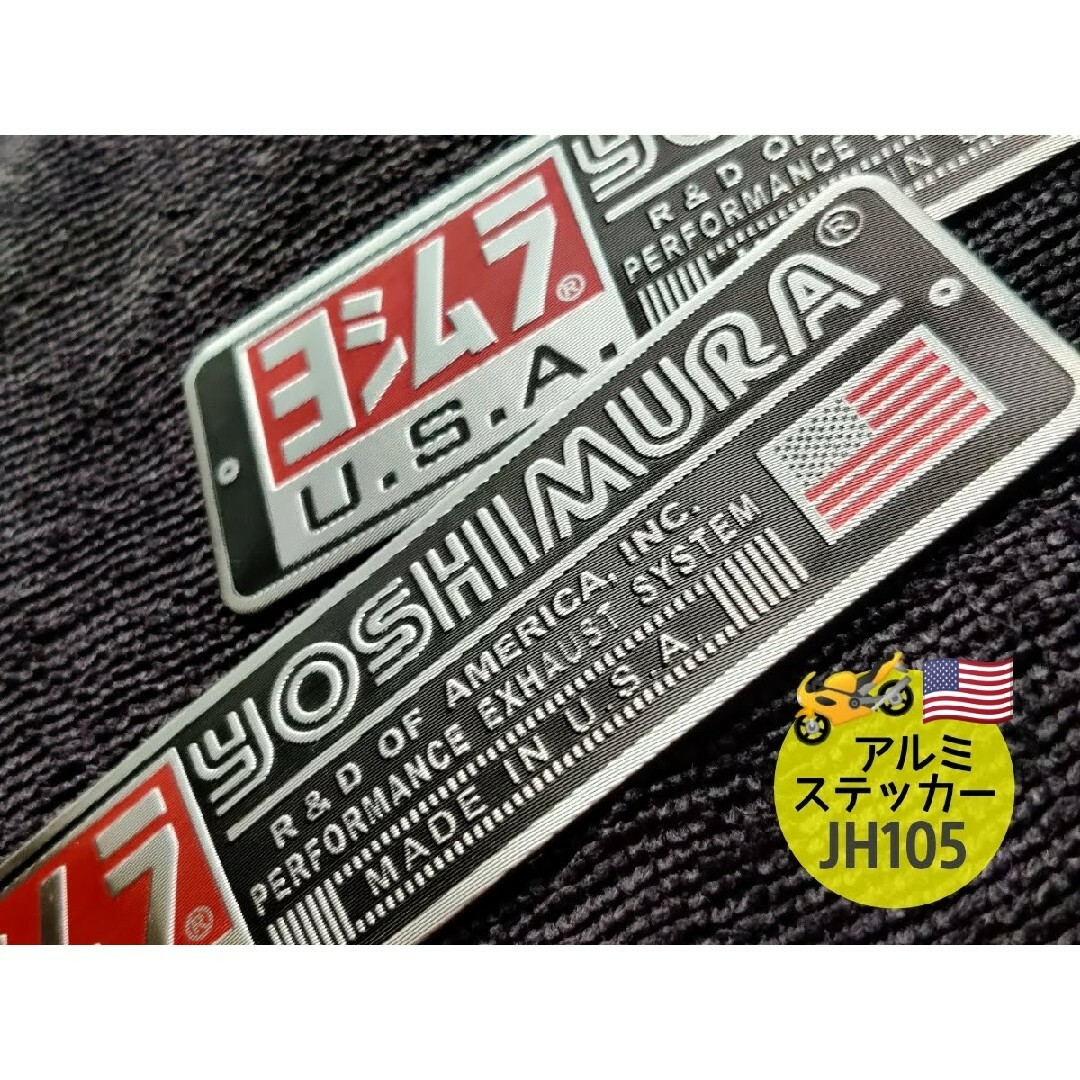 ヨシムラ®
U.S.A.
R & D OF
PERFORMANCE
IN
YOSHIMURA®
R & D OF AMERICA, INC.
PERFORMANCE EXHAUST SYSTEM
MADE IN U.S.A.
ムラ®
アルミ
ステッカー
JH105